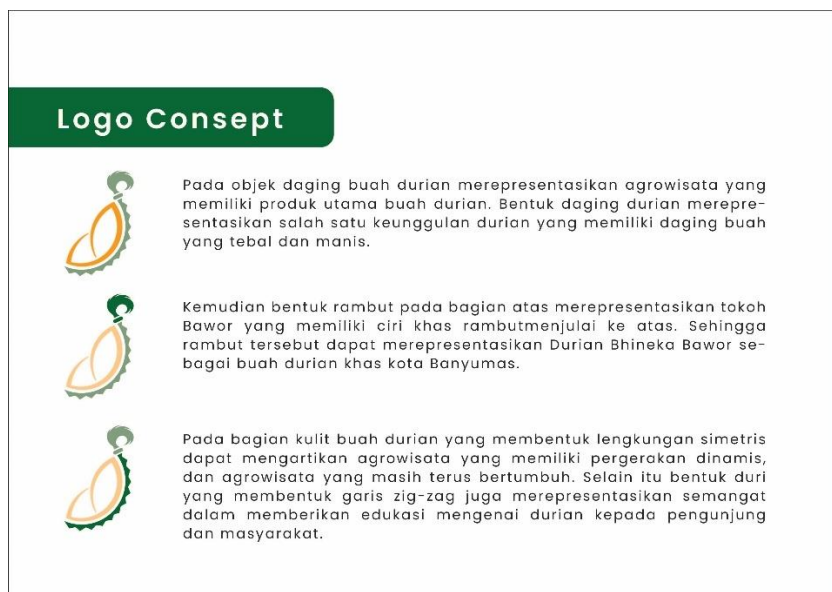 Logo Consept
Pada objek daging buah durian merepresentasikan agrowisata yang
memiliki produk utama buah durian. Bentuk daging durian merepre-
sentasikan salah satu keunggulan durian yang memiliki daging buah
yang tebal dan manis.
Kemudian bentuk rambut pada bagian atas merepresentasikan tokoh
Bawor yang memiliki ciri khas rambutmenjulai ke atas. Sehingga
rambut tersebut dapat merepresentasikan Durian Bhineka Bawor se-
bagai buah durian khas kota Banyumas.
Pada bagian kulit buah durian yang membentuk lengkungan simetris
dapat mengartikan agrowisata yang memiliki pergerakan dinamis,
dan agrowisata yang masih terus bertumbuh. Selain itu bentuk duri
yang membentuk garis zig-zag juga merepresentasikan semangat
dalam memberikan edukasi mengenai durian kepada pengunjung
dan masyarakat.